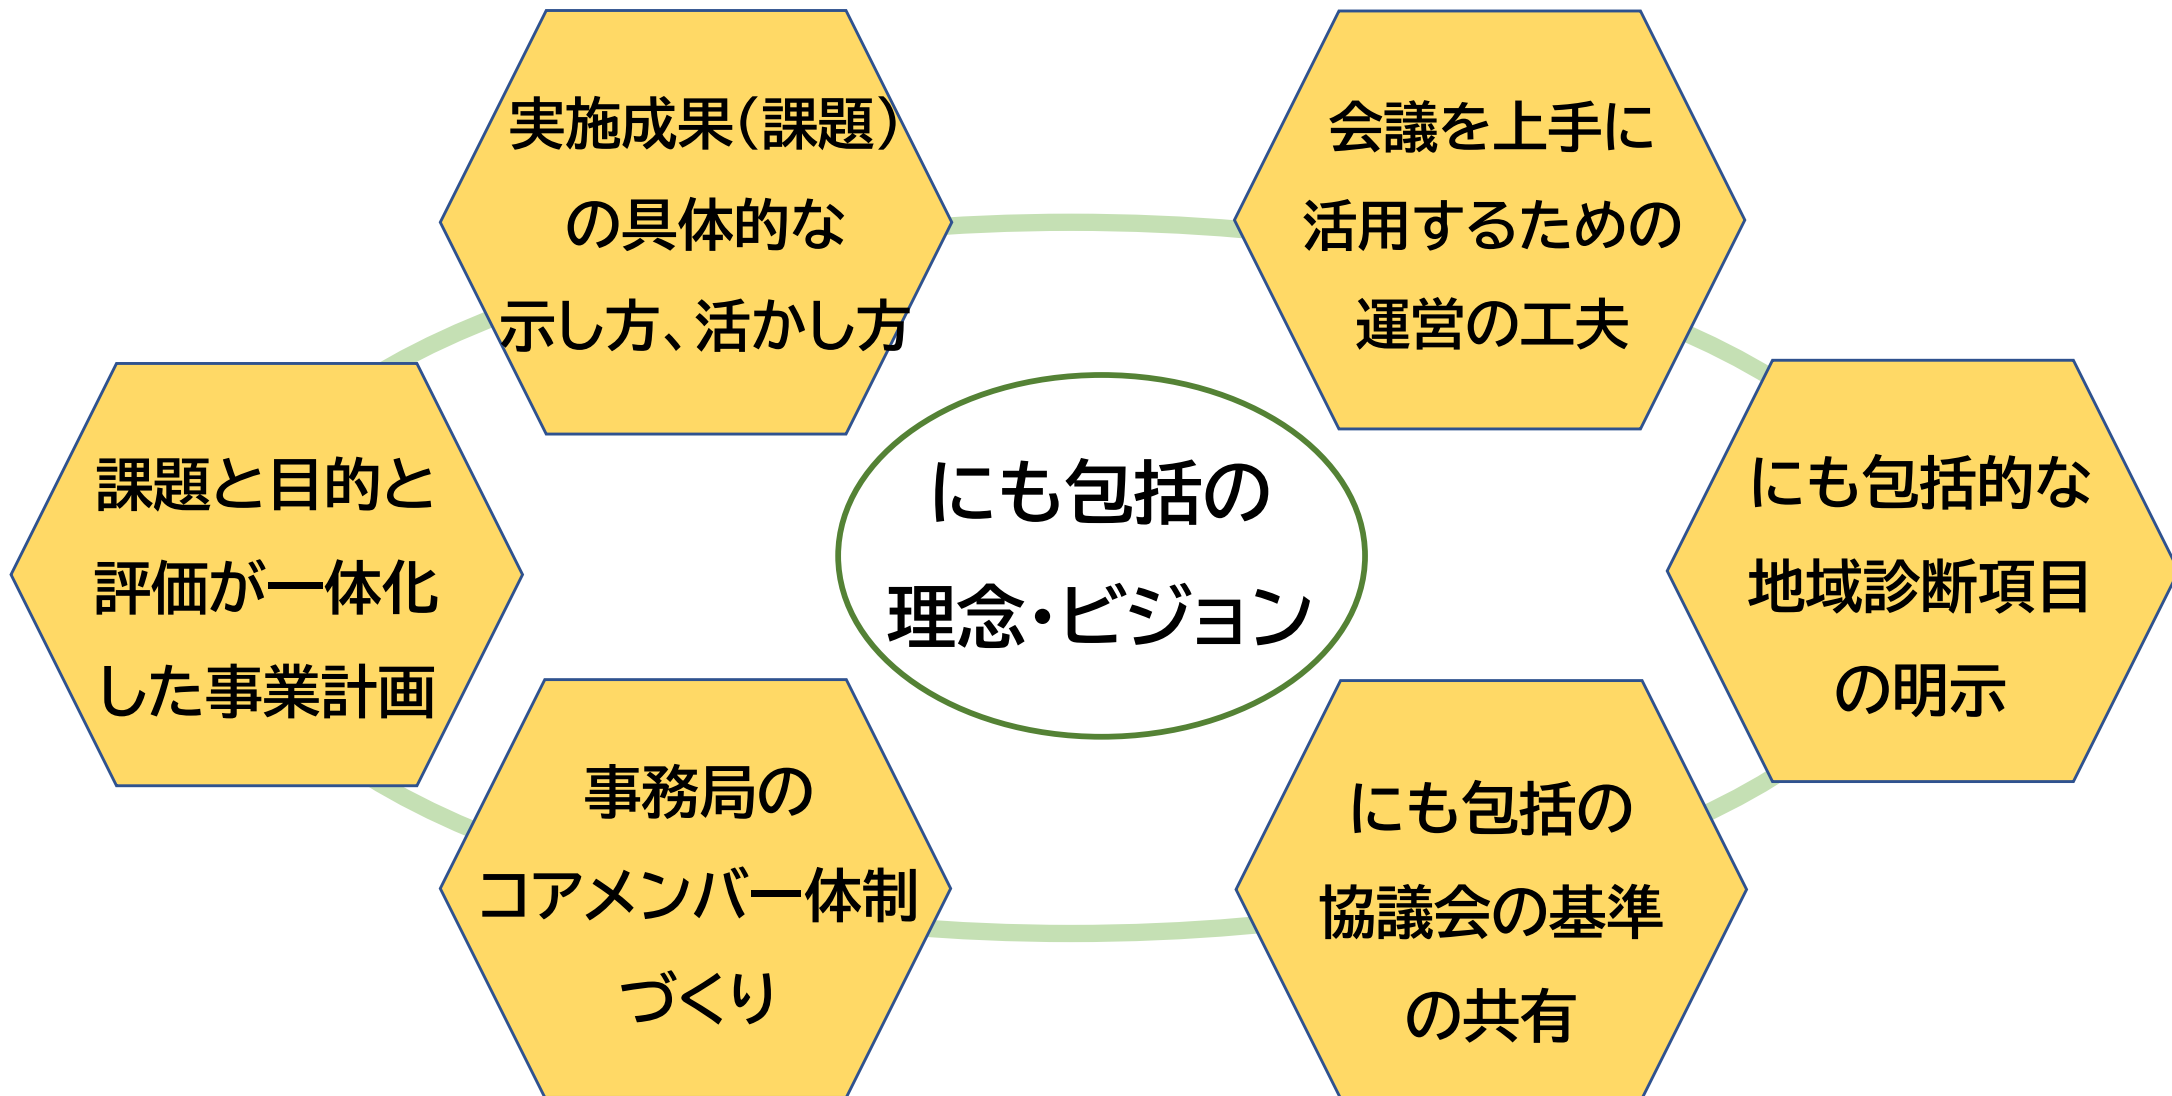 実施成果(課題)
の具体的な
示し方、活かし方
会議を上手に
活用するための
運営の工夫
課題と目的と
評価が一体化
した事業計画
にも包括の
理念・ビジョン
にも包括的な
地域診断項目
の明示
事務局の
コアメンバー体制
づくり
にも包括の
協議会の基準
の共有